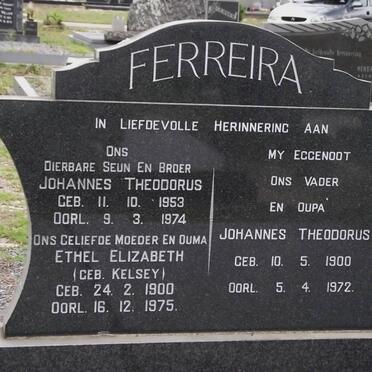 FERREIRA
IN LIEFDEVOLLE HERINNERING AAN
ONS
DIERBARE SEUN EN BROER
JOHANNES THEODORUS
GEB. 11. 10. 1953
OORL. 9. 3. 1974
ONS GELIEFDE MOEDER EN OUMA
ETHEL ELIZABETH
(GEB. KELSEY)
GEB. 24. 2. 1900
OORL. 16. 12. 1975.
MY EGGENOOT
ONS VADER
EN OUPA
JOHANNES THEODORUS
GEB. 10. 5. 1900
OORL. 5. 4. 1972.